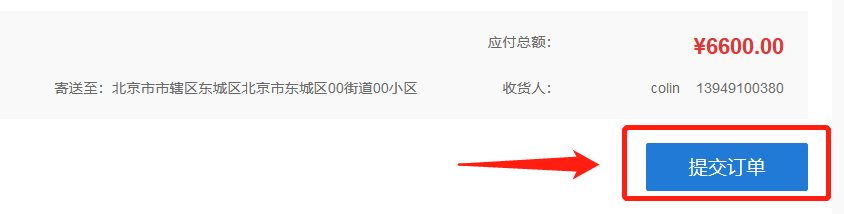 应付总额： ¥6600.00
寄送至：北京市市辖区东城区北京市东城区00街道00小区 收货人： colin 13949100380
提交订单